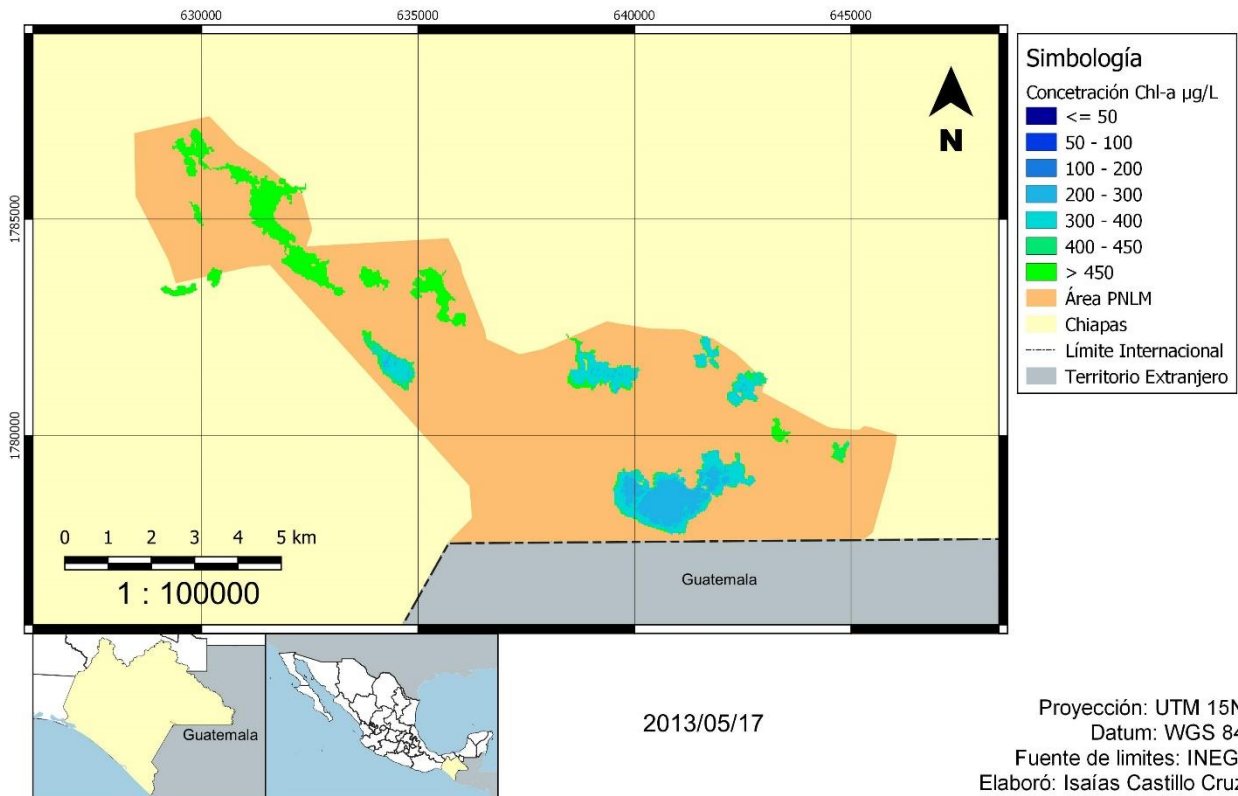 630000
635000
640000
645000
1785000
1780000
N
0 1 2 3 4 5 km
1 : 100000
Guatemala
Simbología
Concetración Chl-a µg/L
<= 50
50 - 100
100 - 200
200 - 300
300 - 400
400 - 450
> 450
Área PNLM
Chiapas
Límite Internacional
Territorio Extranjero
Guatemala
2013/05/17
Proyección: UTM 15N
Datum: WGS 84
Fuente de limites: INEG
Elaboró: Isaías Castillo Cruz